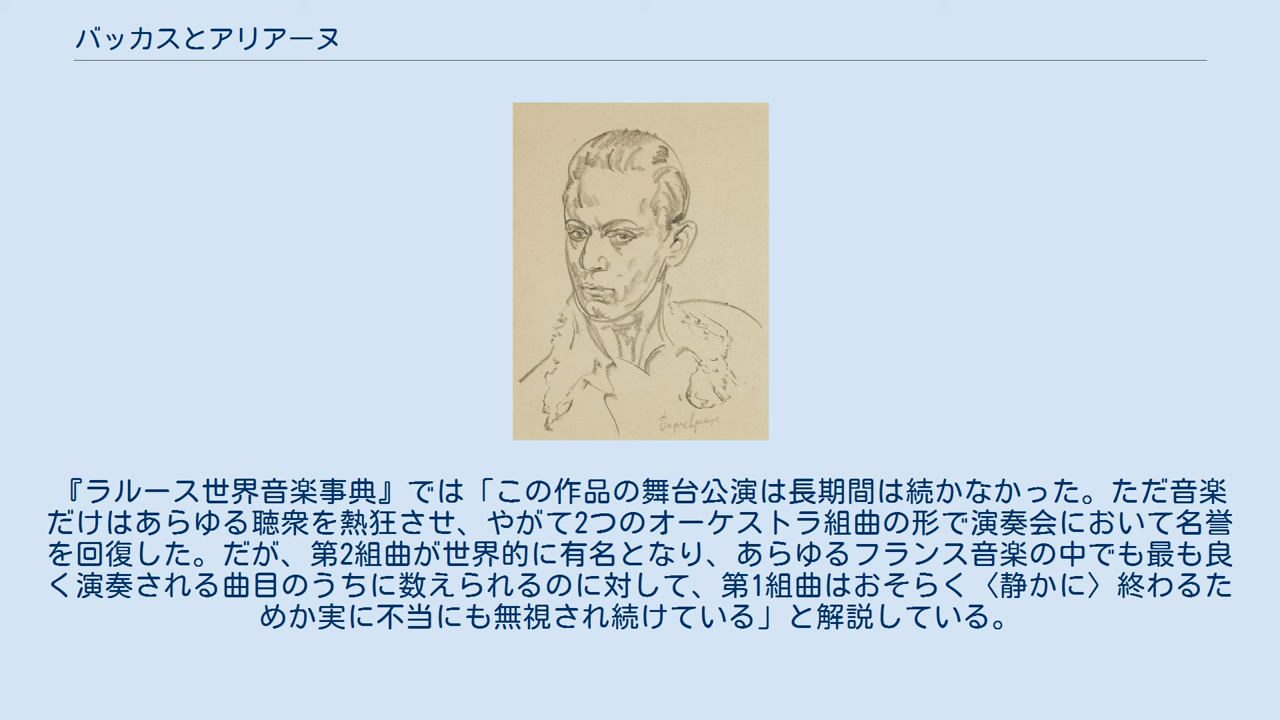 バッカスとアリアーヌ
『ラルース世界音楽事典』では「この作品の舞台公演は長期間は続かなかった。ただ音楽
だけはあらゆる聴衆を熱狂させ、やがて2つのオーケストラ組曲の形で演奏会において名誉
を回復した。だが、第2組曲が世界的に有名となり、あらゆるフランス音楽の中でも最も良
く演奏される曲目のうちに数えられるのに対して、第1組曲はおそらく〈静かに〉終わるた
めか実に不当にも無視され続けている」と解説している。